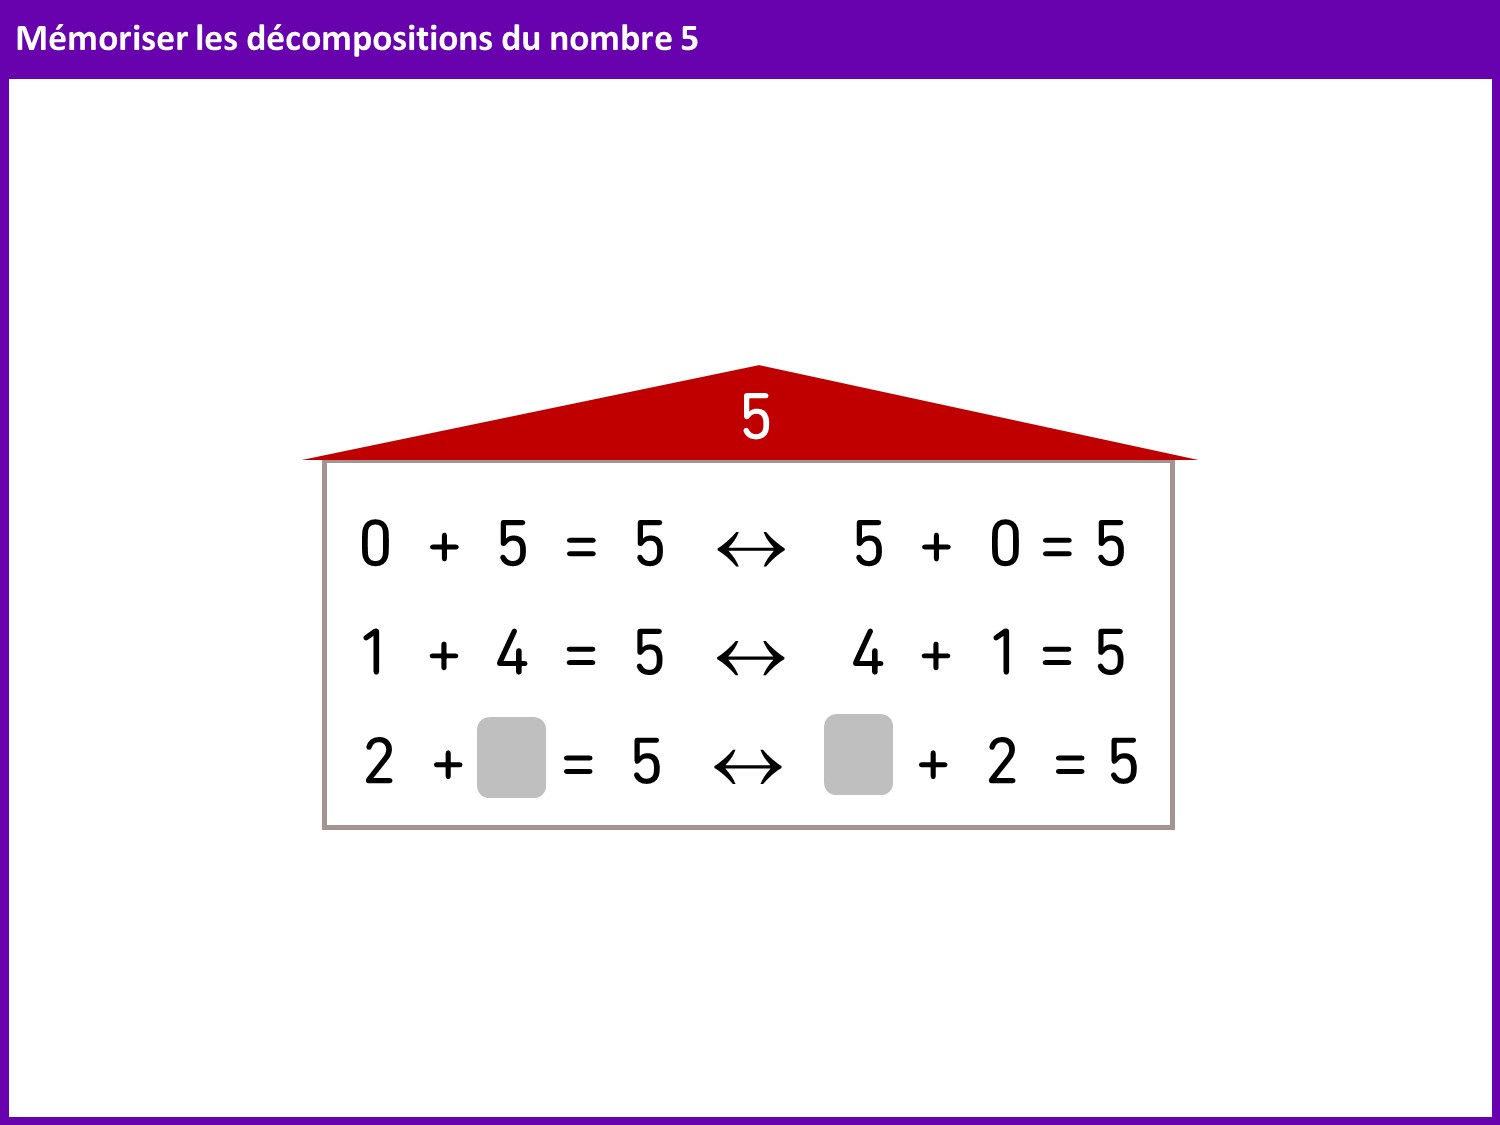 Mémoriser les décompositions du nombre 5
5
0 + 5 = 5 ↔ 5 + 0 = 5
1 + 4 = 5 ↔ 4 + 1 = 5
2 + = 5 ↔ + 2 = 5